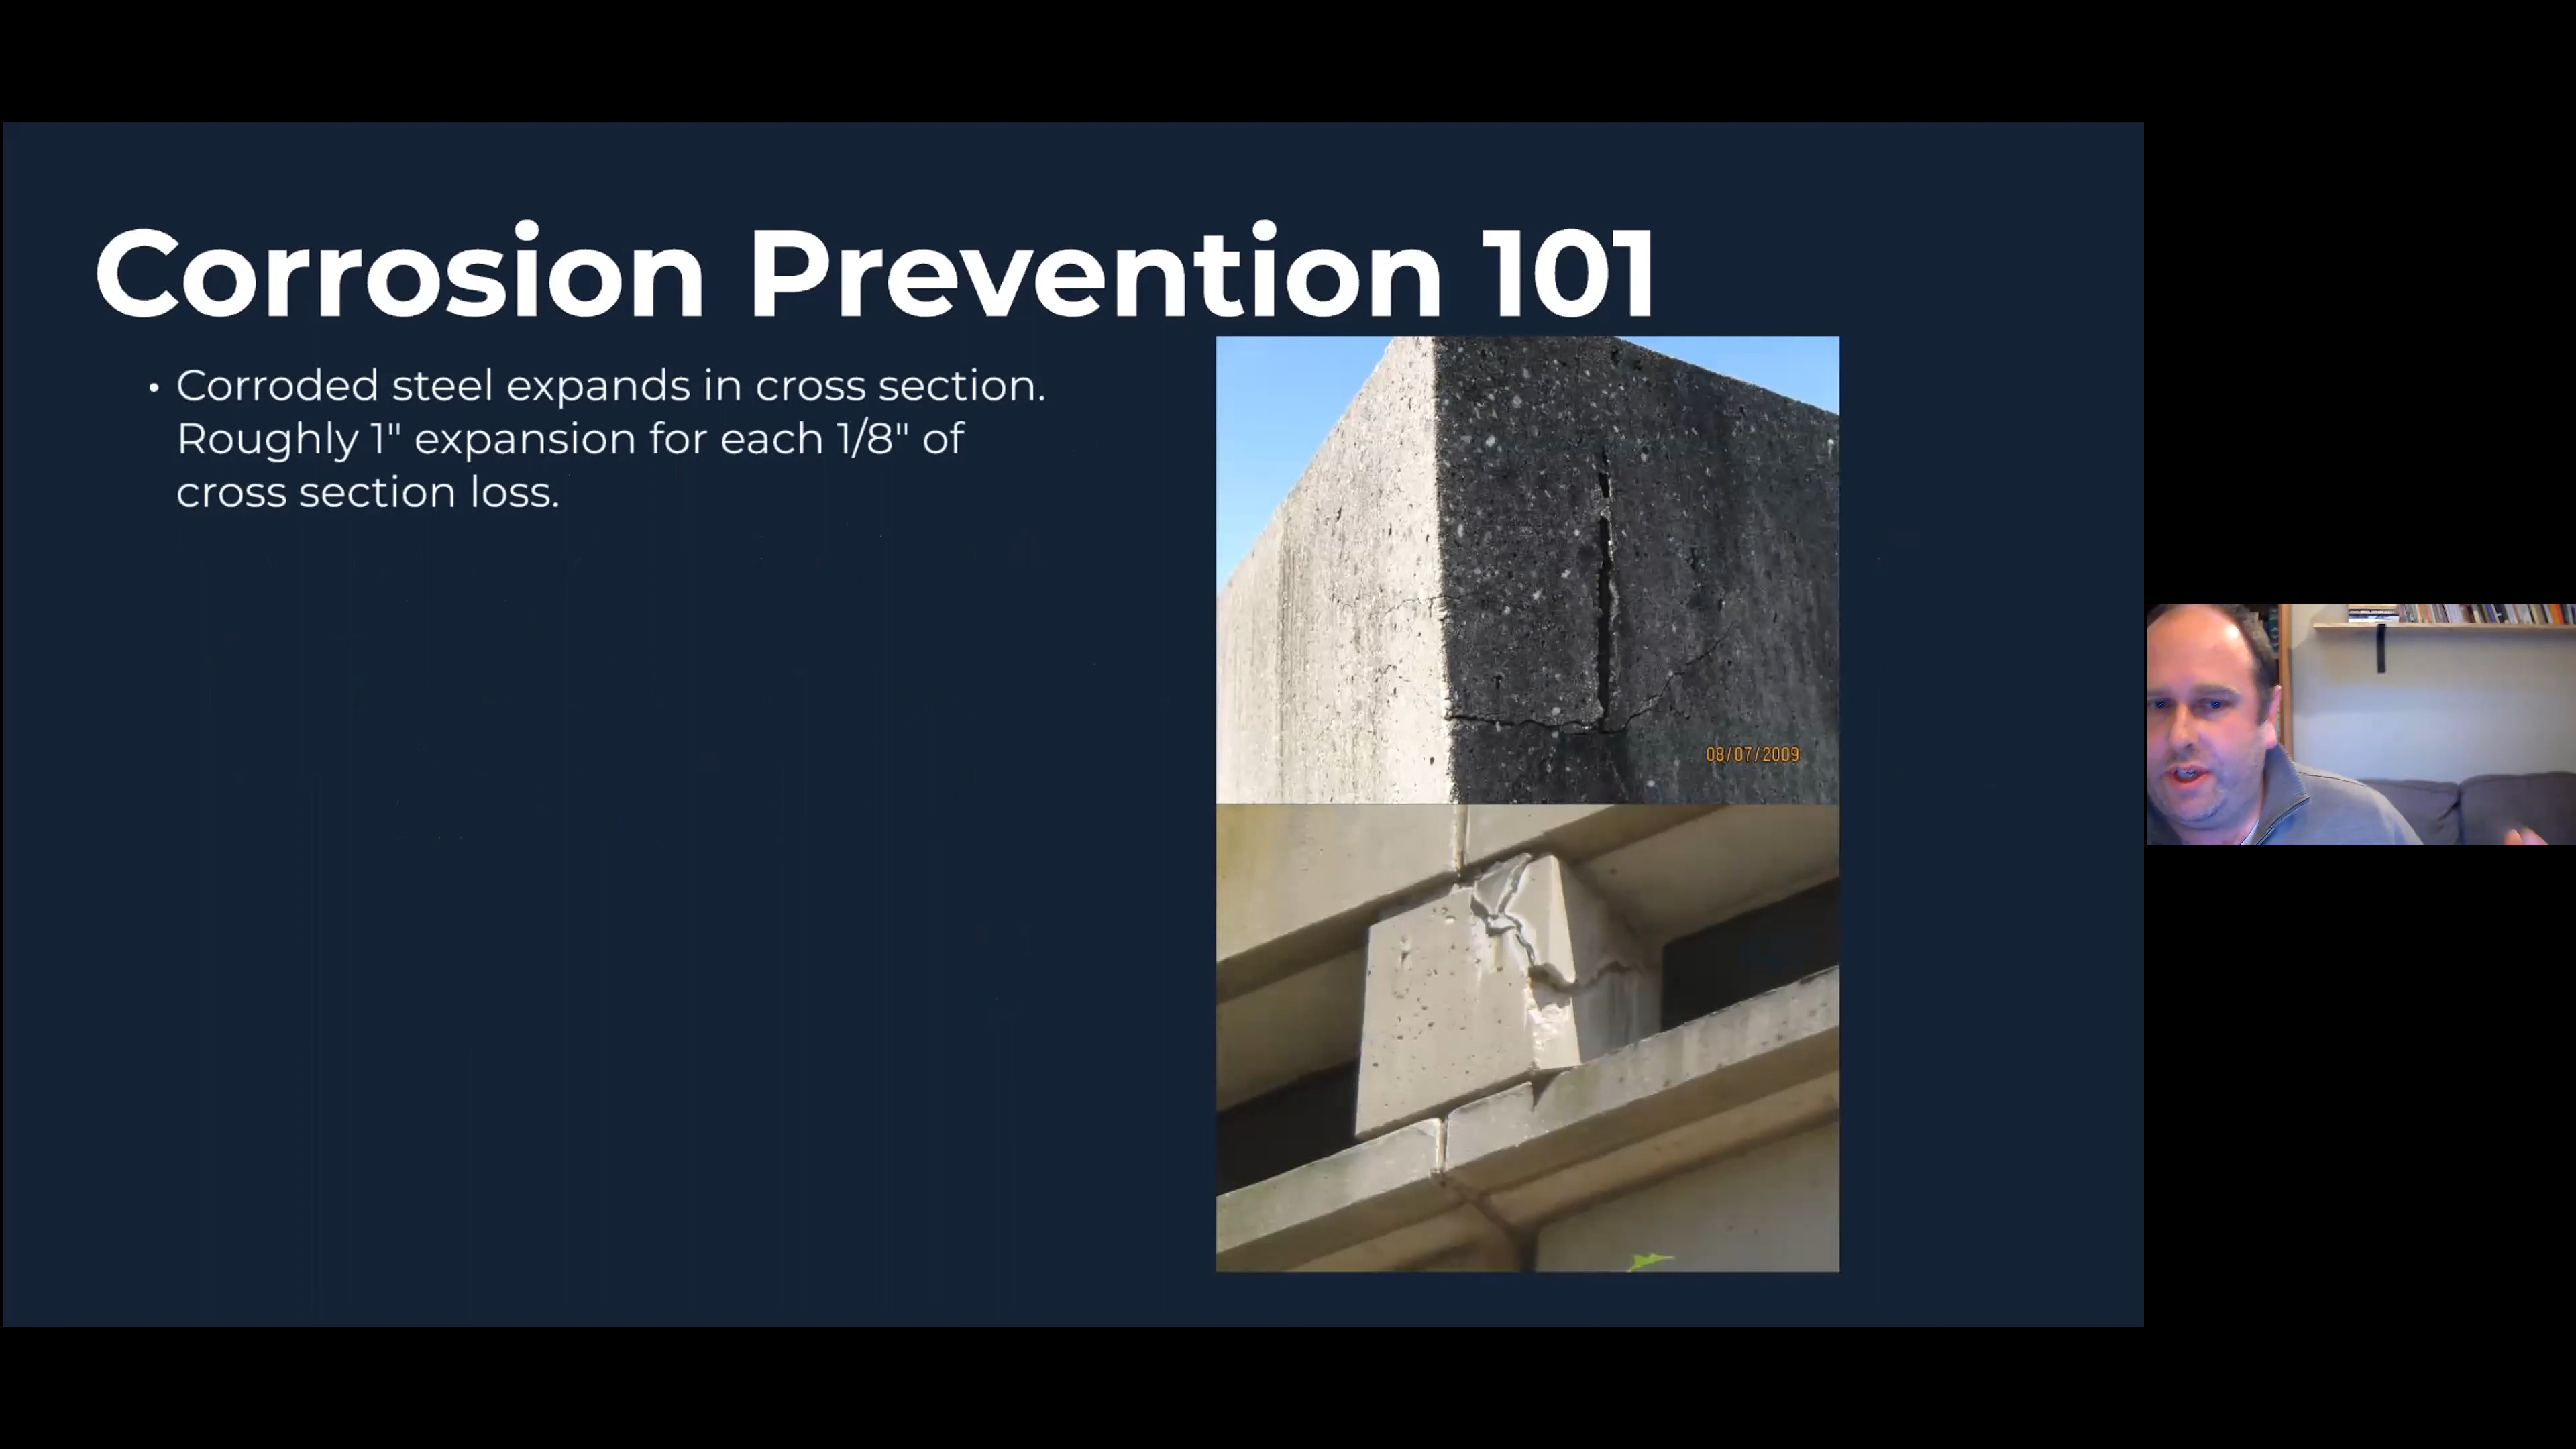 Corrosion Prevention 101
• Corroded steel expands in cross section.
Roughly 1" expansion for each 1/8" of
cross section loss.
08/07/2009